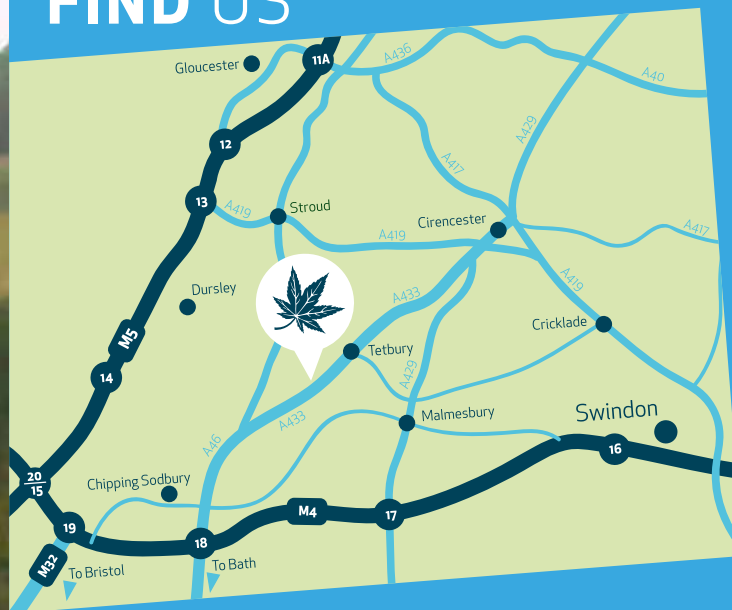 FIND US
11A
A436
Gloucester
A40
12
A429
A417
13
A419
Stroud
Cirencester
A419
A417
Dursley
A433
A419
Cricklade
M5
Tetbury
14
A429
Malmesbury
Swindon
A433
A46
16
20
15
Chipping Sodbury
M4
17
19
18
M32
To Bristol
To Bath